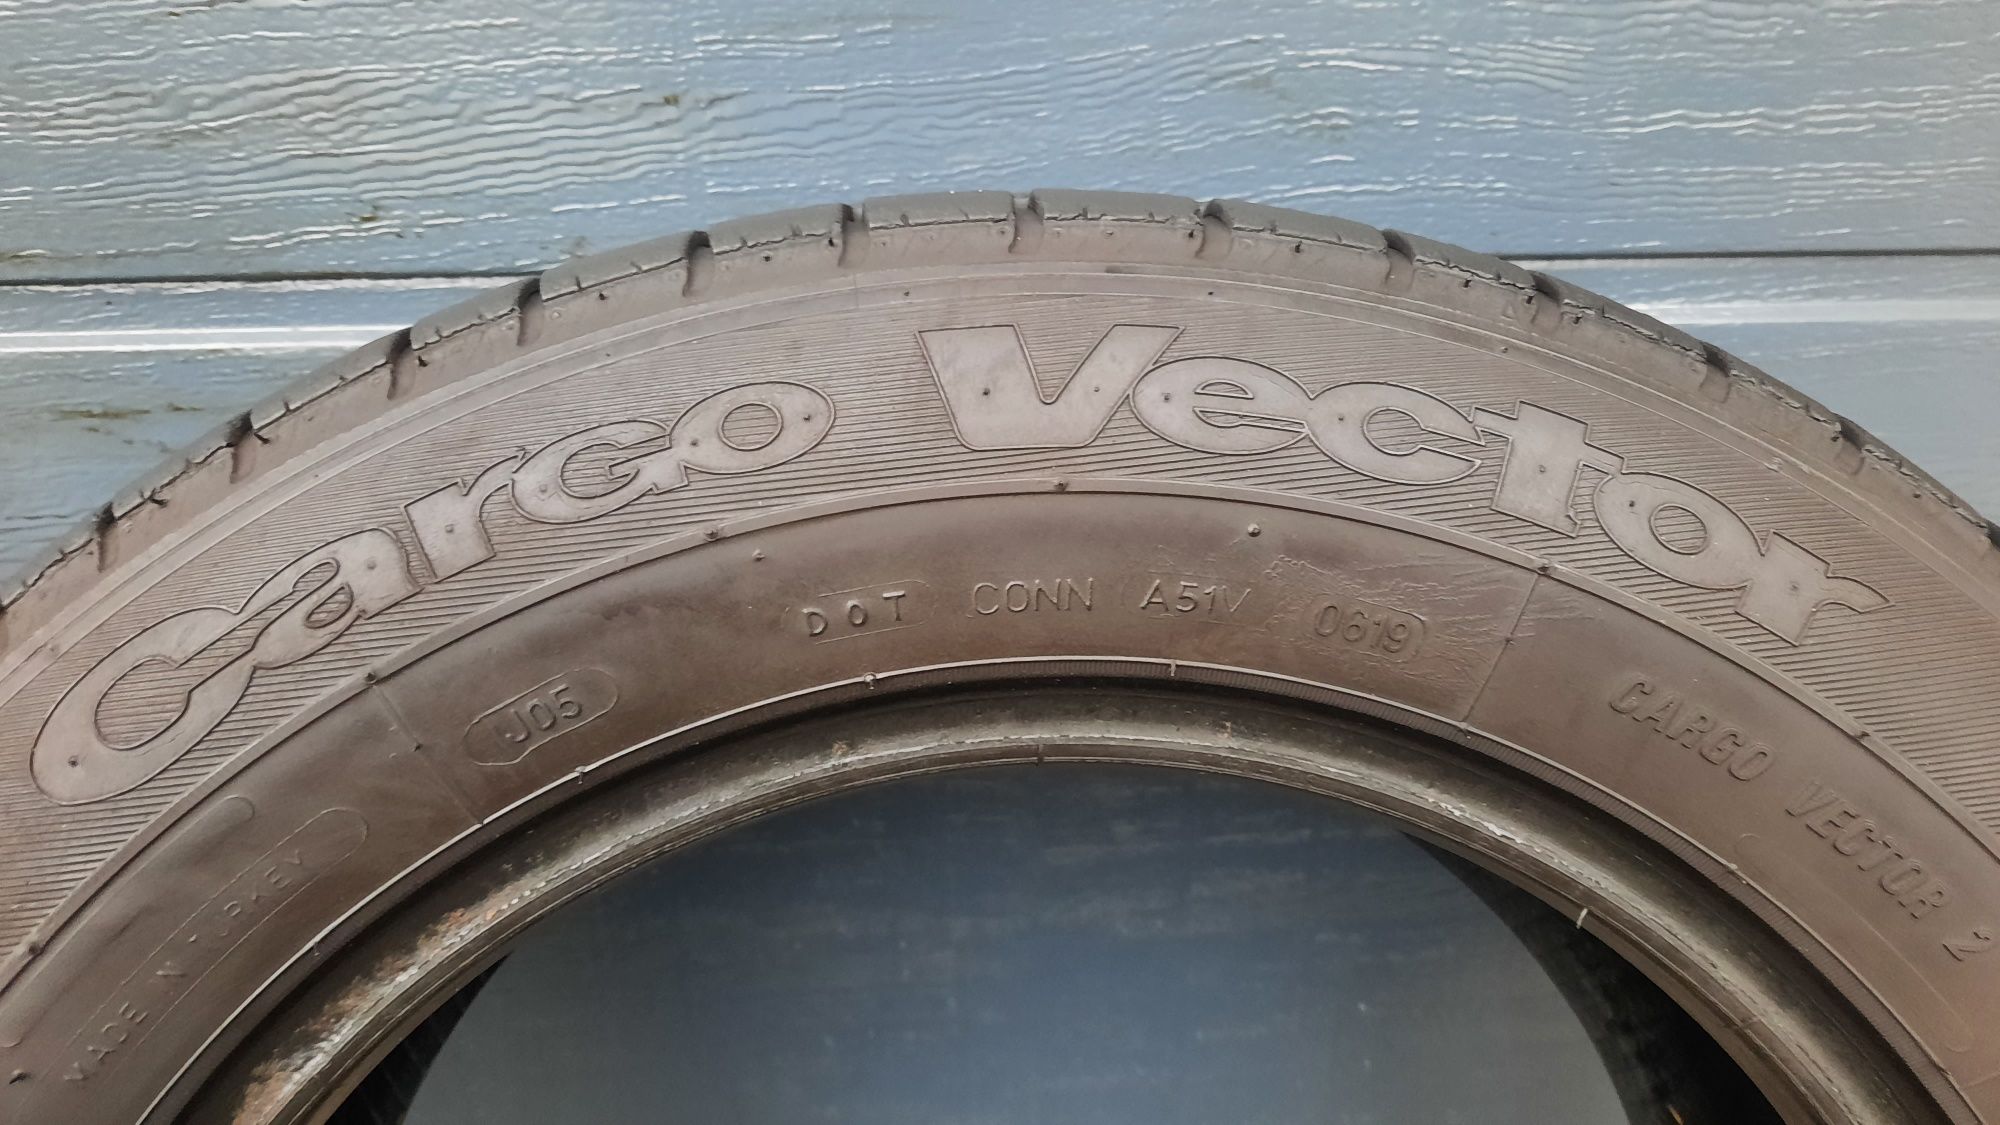 Cargo Vector
DOT CONN A51V 0619
J05
CARGO VECTOR 2
MADE IN TURKEY